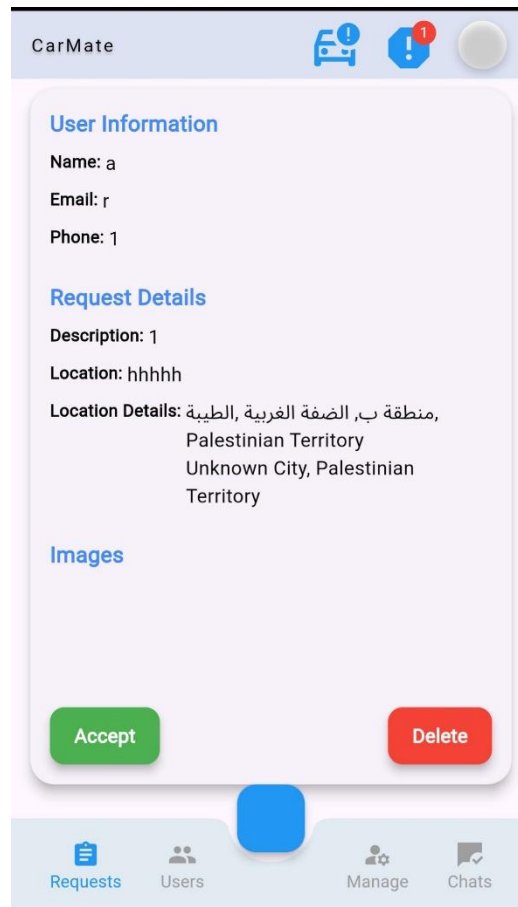 CarMate
1
User Information
Name: a
Email: r
Phone: 1
Request Details
Description: 1
Location: hhhhh
Location Details: منطقة ب, الضفة الغربية ,الطيبة,
Palestinian Territory
Unknown City, Palestinian
Territory
Images
Accept
Delete
Requests
Users
Manage
Chats